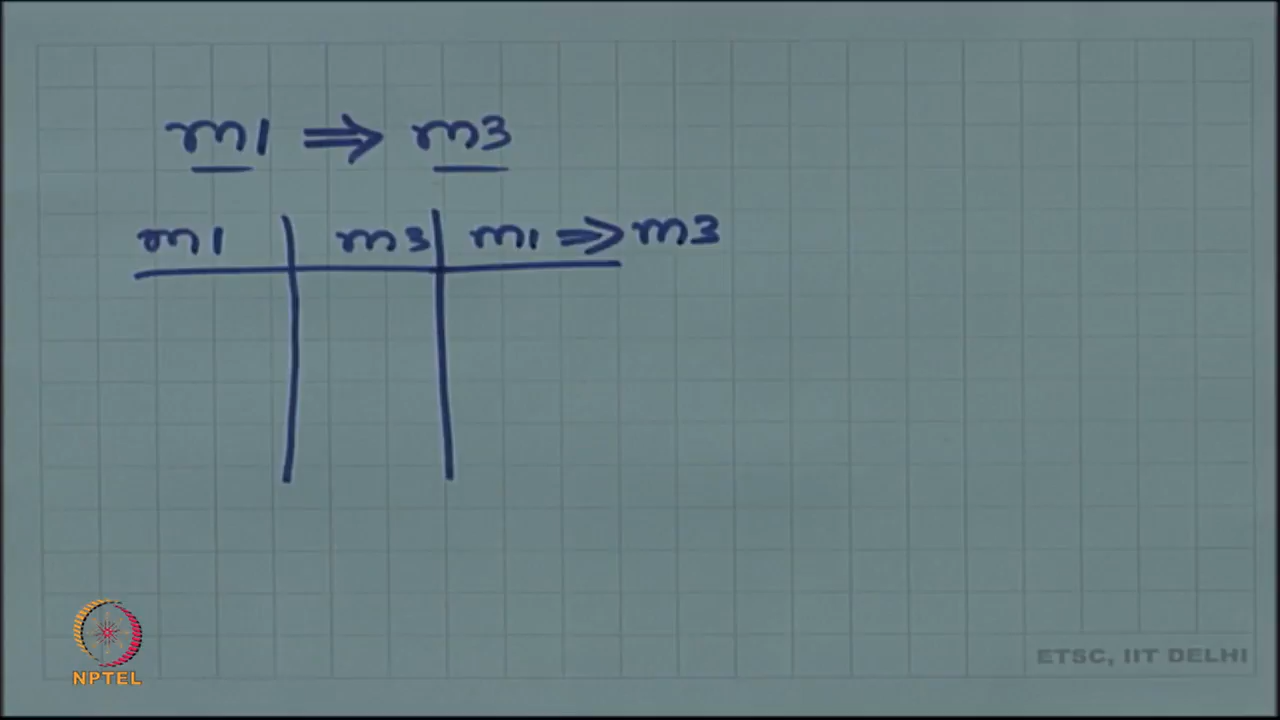 m1 ⇒ m3
m1 m3 m1 ⇒ m3
NPTEL
ETSC, IIT DELHI